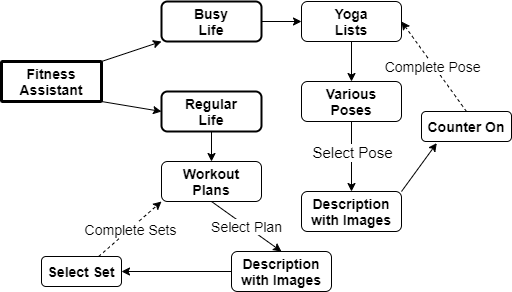 Busy
Life
Yoga
Lists
Complete Pose
Fitness
Assistant
Regular
Life
Various
Poses
Counter On
Select Pose
Workout
Plans
Description
with Images
Complete Sets
Select Plan
Select Set
Description
with Images